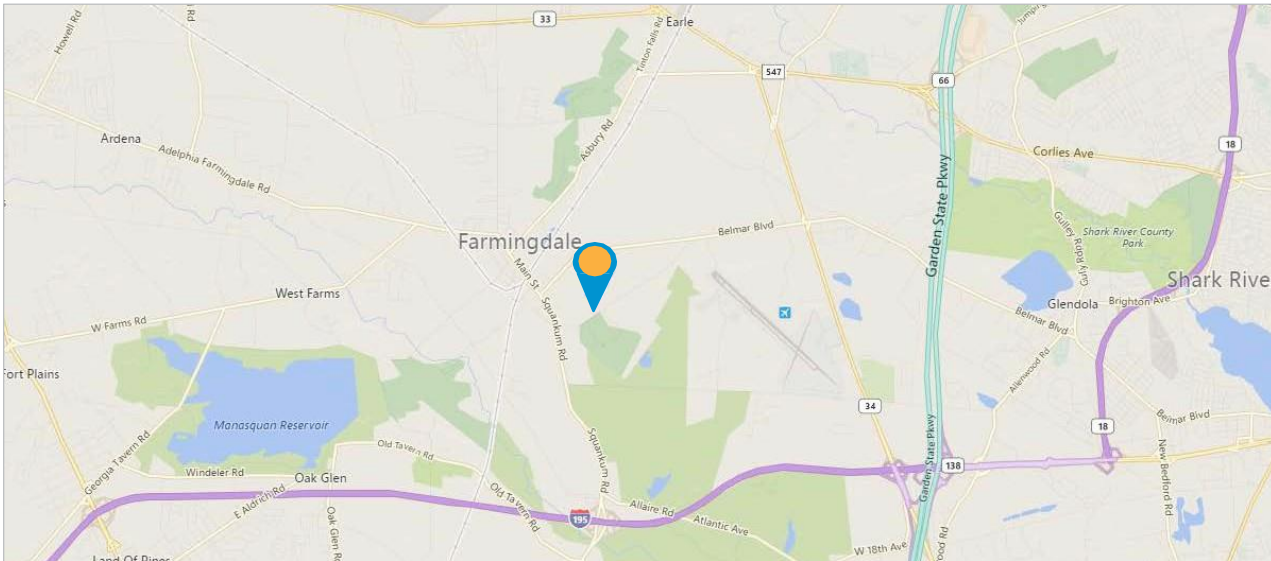 Howell Rd
33
Earle
Tinton Falls Rd
547
66
Ardena
Adelphia Farmingdale Rd
Asbury Rd
Corlies Ave
18
Garden State Pkwy
Gully Rd
Shark River County
Park
Farmingdale
Belmar Blvd
Main St
West Farms
Squankum Rd
Shark Rive
Glendola
Brighton Ave
W Farms Rd
Belmar Blvd
Allenwood Rd
Fort Plains
34
Belmar Blvd
Manasquan Reservoir
18
Georgia Tavern Rd
Old Tavern Rd
Squankum Rd
Garden State Pkwy
138
New Bedford Rd
Windeler Rd
Oak Glen
Old Tavern Rd
E Aldrich Rd
Allaire Rd
195
Atlantic Ave
Oak Glen Rd
W 18th Ave
ood Rd
Land Of Pines